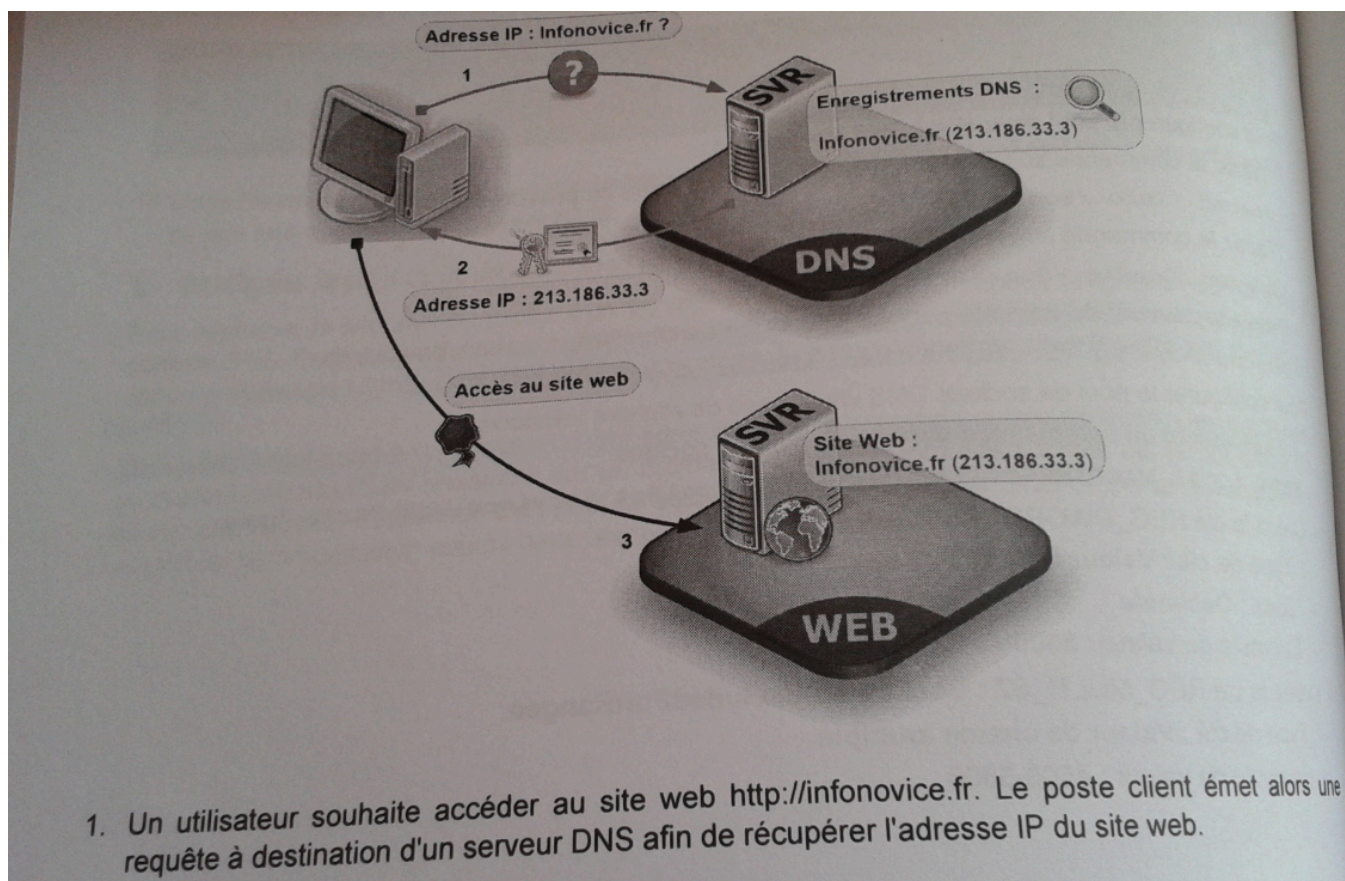 Adresse IP : Infonovice.fr ?
1
?
SVR
Enregistrements DNS :
Infonovice.fr (213.186.33.3)
DNS
2
Adresse IP : 213.186.33.3
Accès au site web
SVR
Site Web :
Infonovice.fr (213.186.33.3)
3
WEB
1. Un utilisateur souhaite accéder au site web http://infonovice.fr. Le poste client émet alors une
requête à destination d'un serveur DNS afin de récupérer l'adresse IP du site web.